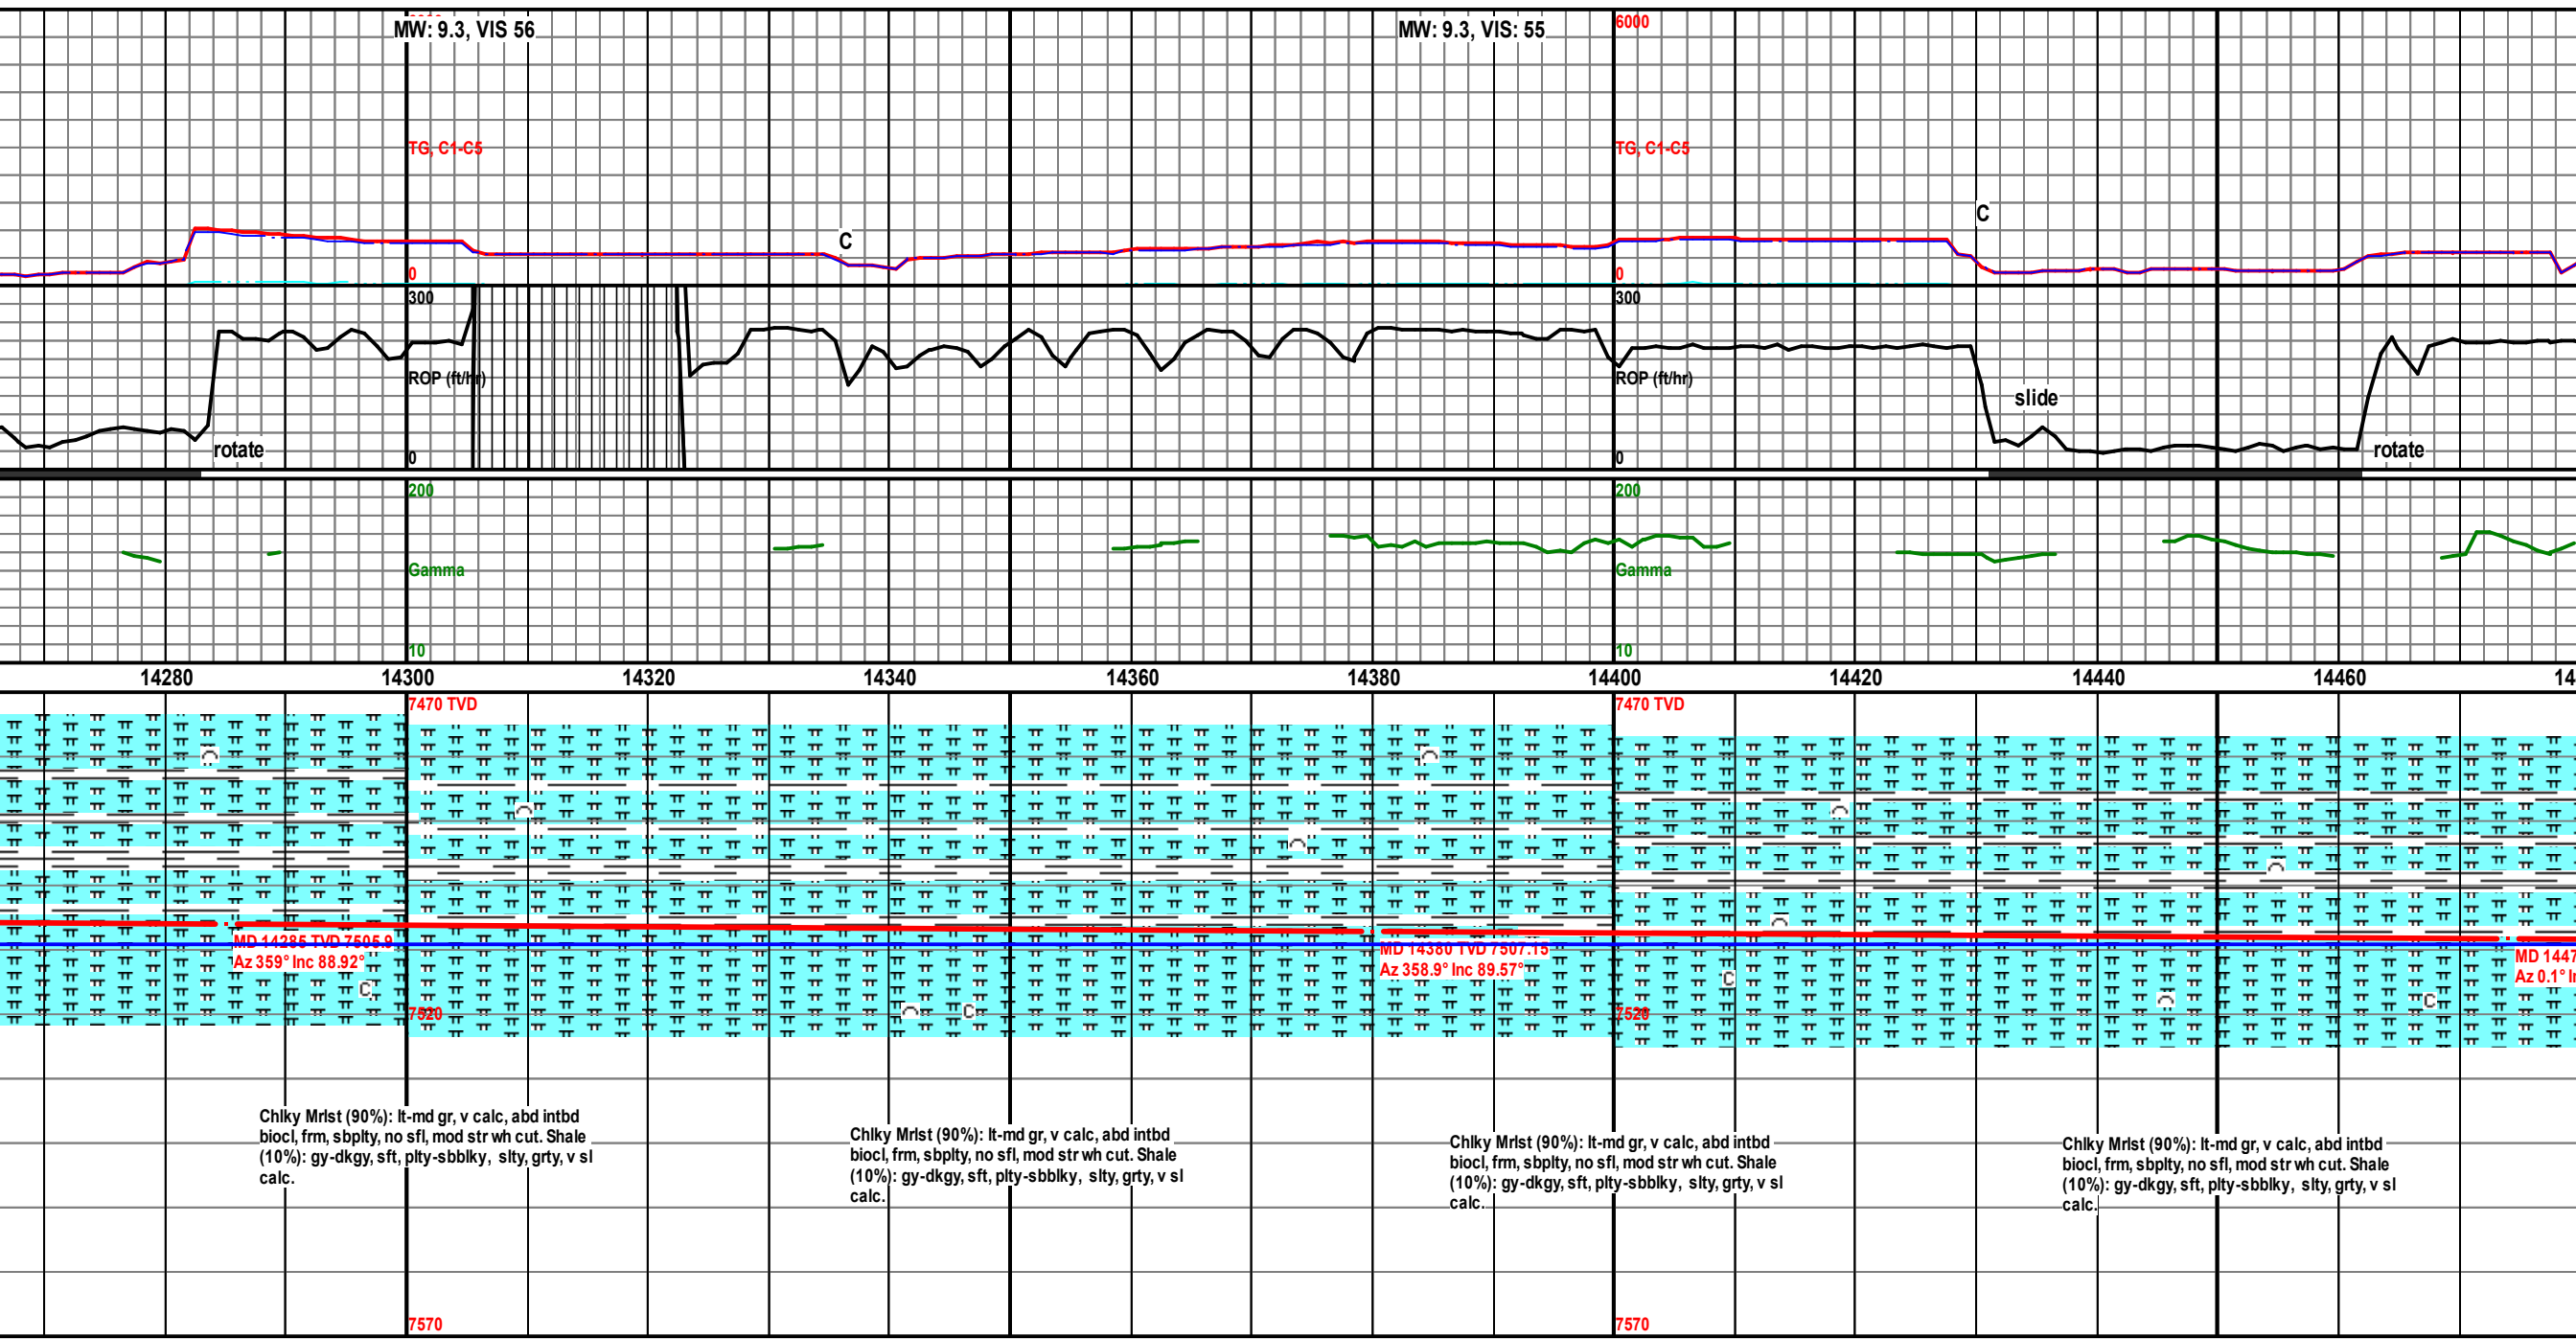 MW: 9.3, VIS 56
MW: 9.3, VIS: 55
6000
TG, C1-C5
TG, C1-C5
C
C
0
0
300
300
ROP (ft/hr)
ROP (ft/hr)
slide
rotate
rotate
0
0
200
200
Gamma
Gamma
10
10
14280
14300
14320
14340
14360
14380
14400
14420
14440
14460
14
7470 TVD
7470 TVD
MD 14285 TVD 7505.9
Az 359° Inc 88.92°
MD 14380 TVD 7507.15
Az 358.9° Inc 89.57°
MD 1447
Az 0.1° In
C
C
C
C
7520
7520
Chlky Mrlst (90%): lt-md gr, v calc, abd intbd
biocl, frm, sbplty, no sfl, mod str wh cut. Shale
(10%): gy-dkgy, sft, plty-sbblky, slty, grty, v sl
calc.
Chlky Mrlst (90%): lt-md gr, v calc, abd intbd
biocl, frm, sbplty, no sfl, mod str wh cut. Shale
(10%): gy-dkgy, sft, plty-sbblky, slty, grty, v sl
calc.
Chlky Mrlst (90%): lt-md gr, v calc, abd intbd
biocl, frm, sbplty, no sfl, mod str wh cut. Shale
(10%): gy-dkgy, sft, plty-sbblky, slty, grty, v sl
calc.
Chlky Mrlst (90%): lt-md gr, v calc, abd intbd
biocl, frm, sbplty, no sfl, mod str wh cut. Shale
(10%): gy-dkgy, sft, plty-sbblky, slty, grty, v sl
calc.
7570
7570